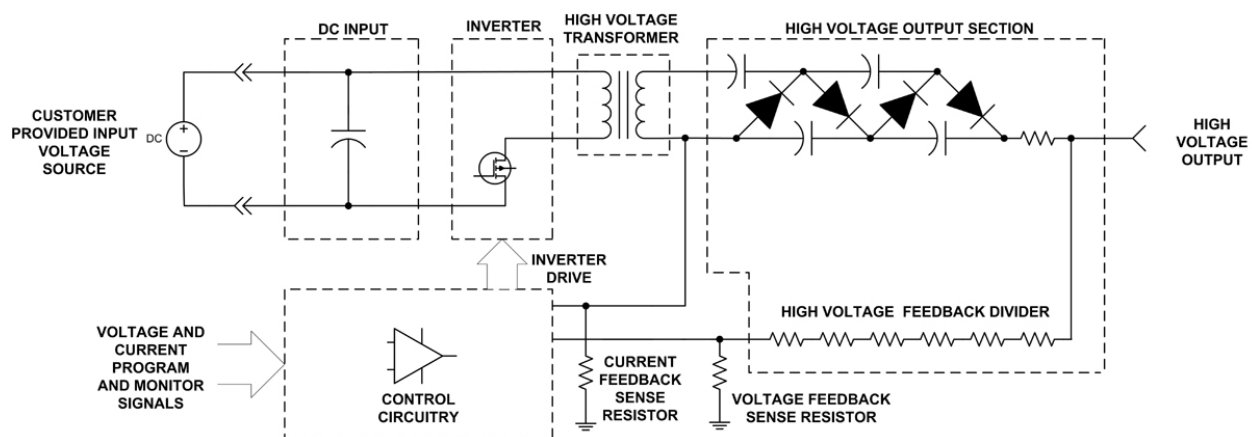 DC INPUT
INVERTER
HIGH VOLTAGE
TRANSFORMER
HIGH VOLTAGE OUTPUT SECTION
CUSTOMER
PROVIDED INPUT
VOLTAGE
SOURCE
DC
+
−
HIGH
VOLTAGE
OUTPUT
INVERTER
DRIVE
VOLTAGE AND
CURRENT
PROGRAM
AND MONITOR
SIGNALS
CONTROL
CIRCUITRY
HIGH VOLTAGE FEEDBACK DIVIDER
CURRENT
FEEDBACK
SENSE
RESISTOR
VOLTAGE FEEDBACK
SENSE RESISTOR